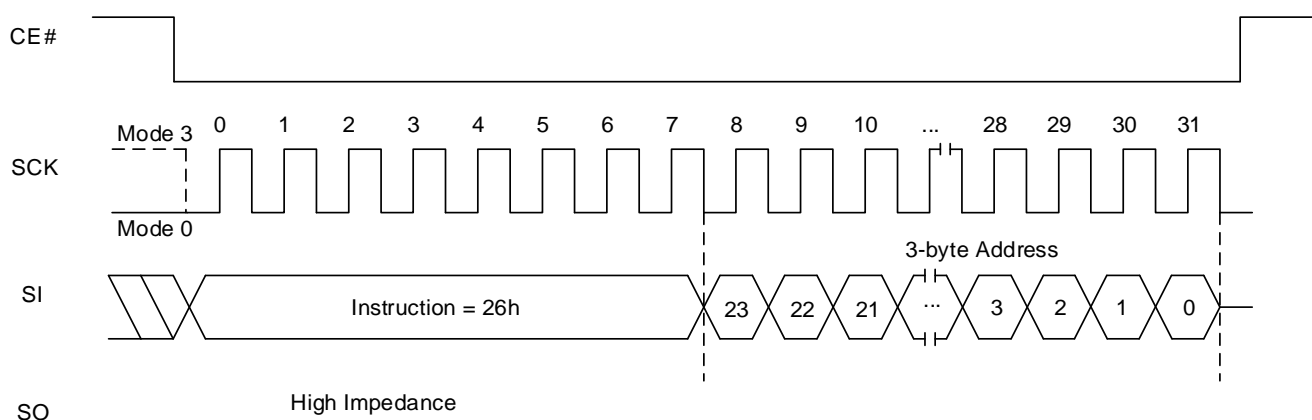 CE#
0 1 2 3 4 5 6 7 8 9 10 ... 28 29 30 31
Mode 3
SCK
Mode 0
3-byte Address
SI
Instruction = 26h 23 22 21 ... 3 2 1 0
High Impedance
SO